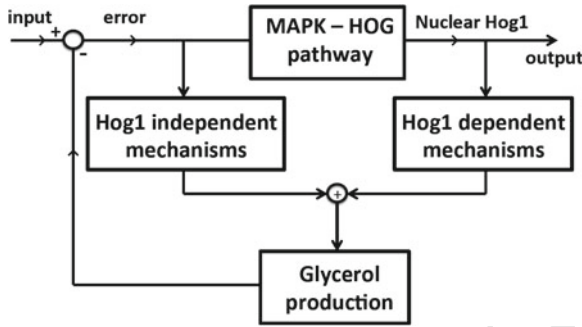 input
+
-
error
MAPK – HOG
pathway
Nuclear Hog1
output
Hog1 independent
mechanisms
Hog1 dependent
mechanisms
+
Glycerol
production